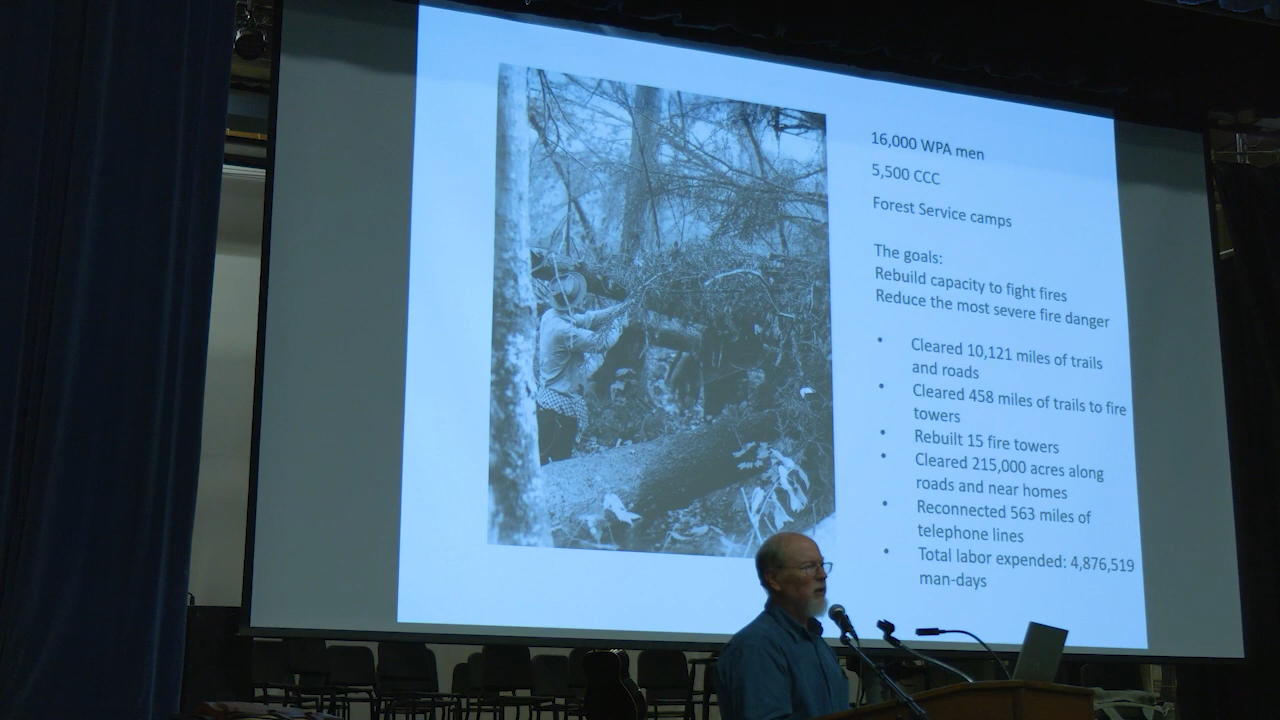 16,000 WPA men
5,500 CCC
Forest Service camps
The goals:
Rebuild capacity to fight fires
Reduce the most severe fire danger
• Cleared 10,121 miles of trails
and roads
• Cleared 458 miles of trails to fire
towers
• Rebuilt 15 fire towers
• Cleared 215,000 acres along
roads and near homes
• Reconnected 563 miles of
telephone lines
• Total labor expended: 4,876,519
man-days